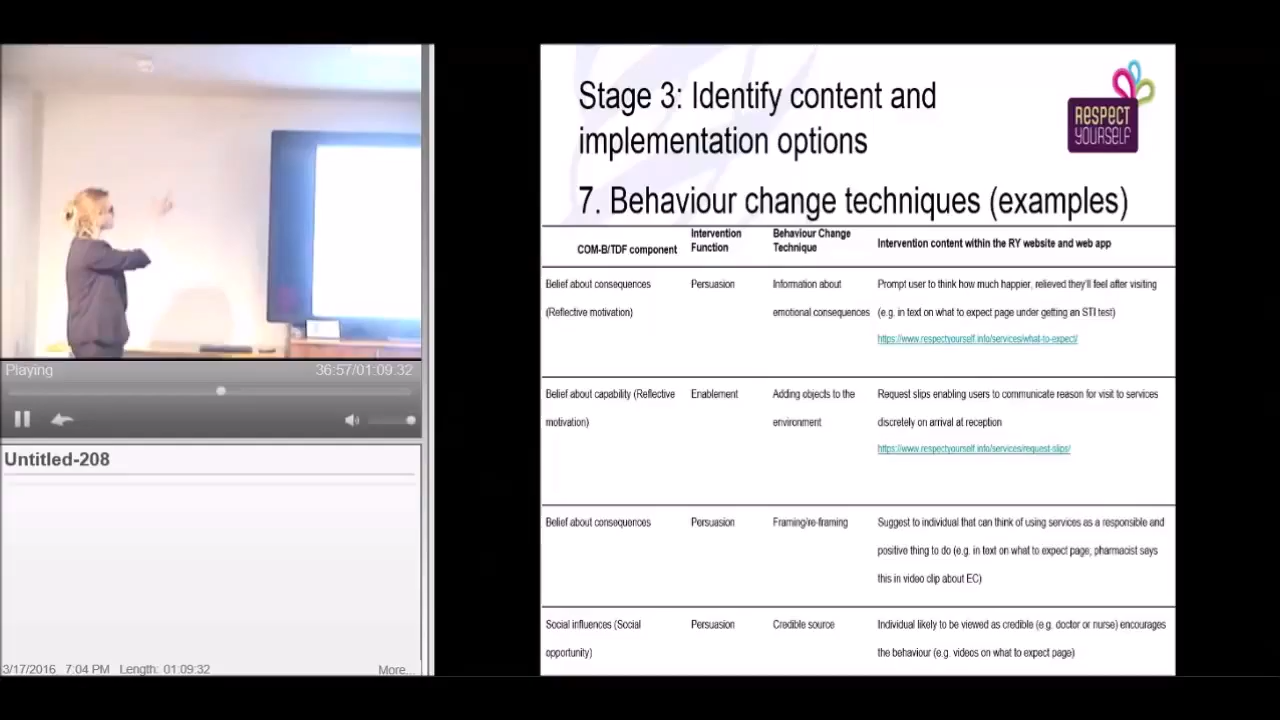 Stage 3: Identify content and
implementation options
RESPECT
YOURSELF
7. Behaviour change techniques (examples)
COM-B/TDF component
Intervention
Function
Behaviour Change
Technique
Intervention content within the RY website and web app
Belief about consequences
(Reflective motivation)
Persuasion
Information about
emotional consequences
Prompt user to think how much happier, relieved they'll feel after visiting
(e.g. in text on what to expect page under getting an STI test)
https://www.respectyourself.info/services/what-to-expect/
Belief about capability (Reflective
motivation)
Enablement
Adding objects to the
environment
Request slips enabling users to communicate reason for visit to services
discretely on arrival at reception
https://www.respectyourself.info/services/request-slips/
Belief about consequences
Persuasion
Framing/re-framing
Suggest to individual that can think of using services as a responsible and
positive thing to do (e.g. in text on what to expect page, pharmacist says
this in video clip about EC)
Social influences (Social
opportunity)
Persuasion
Credible source
Individual likely to be viewed as credible (e.g. doctor or nurse) encourages
the behaviour (e.g. videos on what to expect page)
Playing
36:57/01:09.32
Untitled-208
3/17/2016 7:04 PM Length: 01:09:32
More...